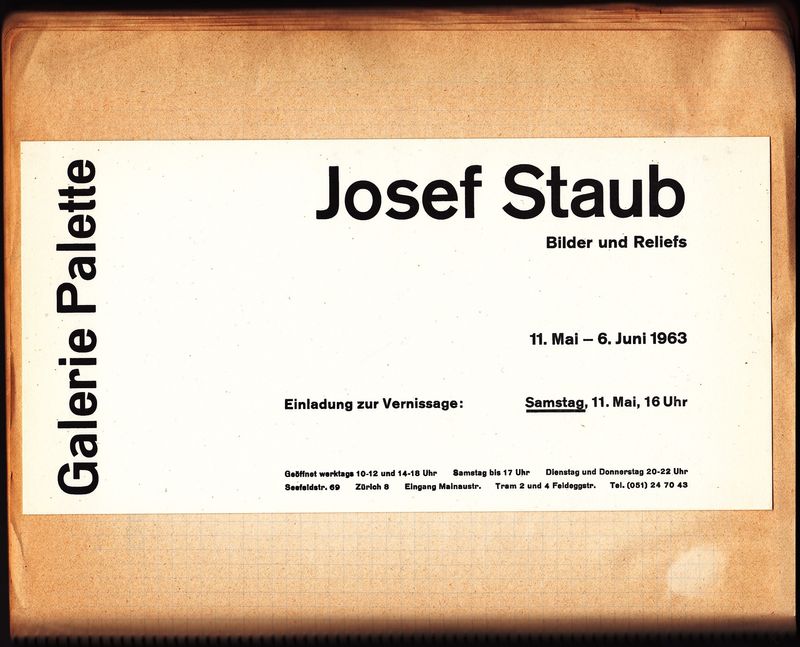 Galerie Palette
Josef Staub
Bilder und Reliefs
11. Mai – 6. Juni 1963
Einladung zur Vernissage: Samstag, 11. Mai, 16 Uhr
Geöffnet werktags 10-12 und 14-18 Uhr Samstag bis 17 Uhr Dienstag und Donnerstag 20-22 Uhr
Seefeldstr. 69 Zürich 8 Eingang Mainaustr. Tram 2 und 4 Feldeggstr. Tel. (051) 24 70 43